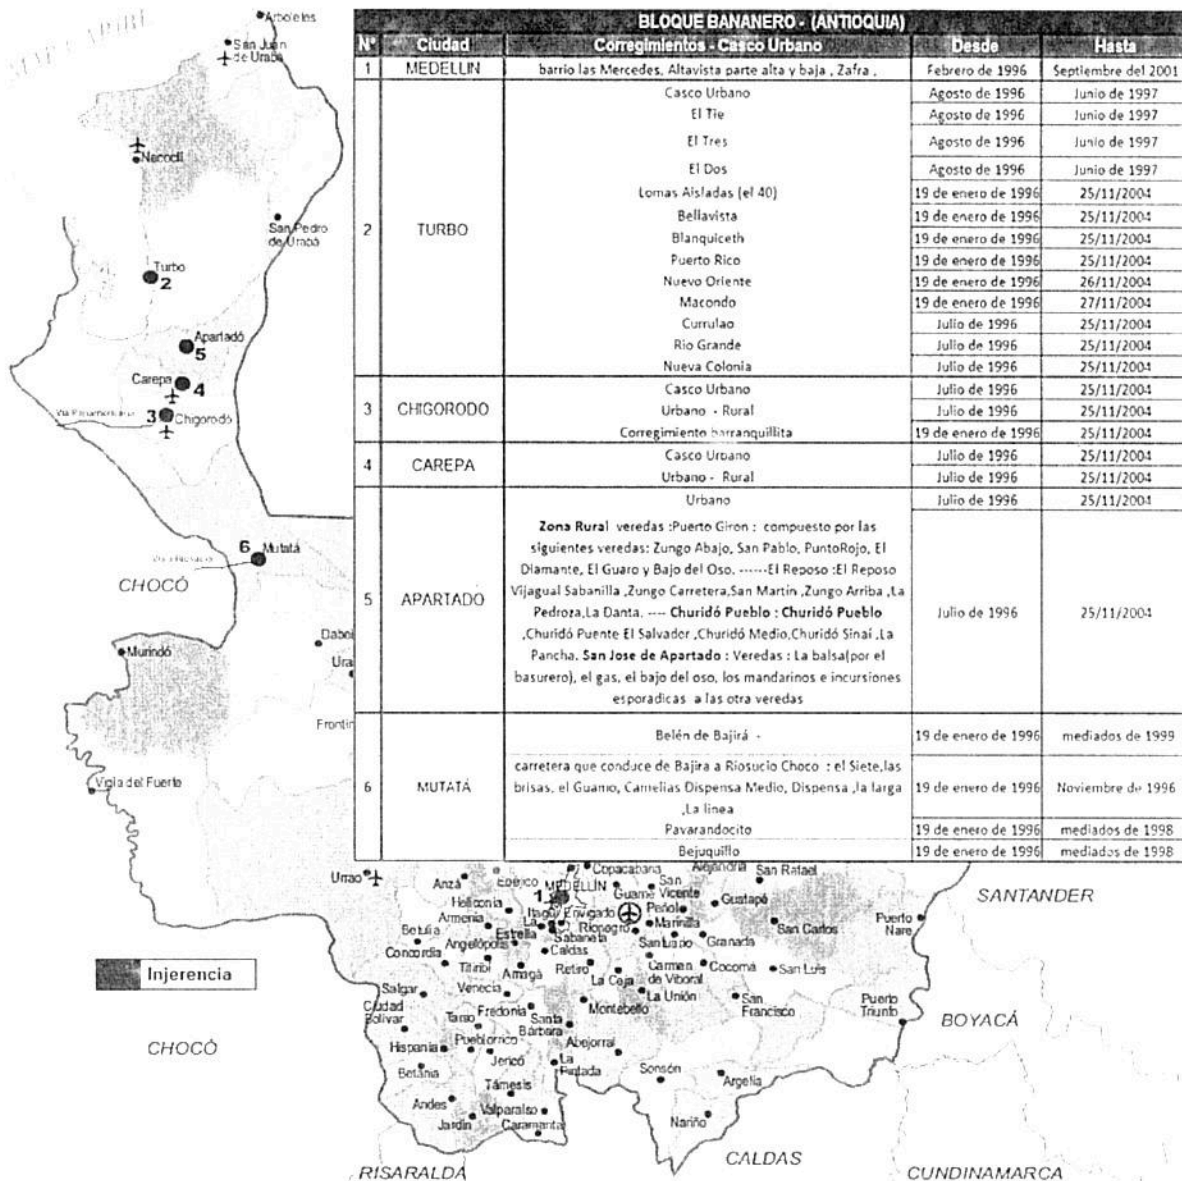 BLOQUE BANANERO - (ANTIOQUIA)
N° Ciudad Corregimientos - Casco Urbano Desde Hasta
1 MEDELLIN barrio las Mercedes, Altavista parte alta y baja , Zafra , Febrero de 1996 Septiembre del 2001
2 TURBO
Casco Urbano Agosto de 1996 Junio de 1997
El Tie Agosto de 1996 Junio de 1997
El Tres Agosto de 1996 Junio de 1997
El Dos Agosto de 1996 Junio de 1997
Lomas Aisladas (el 40) 19 de enero de 1996 25/11/2004
Bellavista 19 de enero de 1996 25/11/2004
Blanquiceth 19 de enero de 1996 25/11/2004
Puerto Rico 19 de enero de 1996 25/11/2004
Nuevo Oriente 19 de enero de 1996 26/11/2004
Macondo 19 de enero de 1996 27/11/2004
Currulao Julio de 1996 25/11/2004
Rio Grande Julio de 1996 25/11/2004
Nueva Colonia Julio de 1996 25/11/2004
3 CHIGORODO
Casco Urbano Julio de 1996 25/11/2004
Urbano - Rural Julio de 1996 25/11/2004
Corregimiento barranquillita 19 de enero de 1996 25/11/2004
4 CAREPA
Casco Urbano Julio de 1996 25/11/2004
Urbano - Rural Julio de 1996 25/11/2004
5 APARTADO
Urbano Julio de 1996 25/11/2004
Zona Rural veredas :Puerto Giron : compuesto por las
siguientes veredas: Zungo Abajo, San Pablo, PuntoRojo, El
Diamante, El Guaro y Bajo del Oso. ------El Reposo :El Reposo
Vijagual Sabanilla ,Zungo Carretera,San Martin ,Zungo Arriba ,La
Pedroza,La Danta. ---- Churidó Pueblo : Churidó Pueblo
,Churidó Puente El Salvador ,Churidó Medio,Churidó Sinai ,La
Pancha. San Jose de Apartado : Veredas : La balsa(por el
basurero), el gas, el bajo del oso, los mandarinos e incursiones
esporadicas a las otra veredas
Julio de 1996 25/11/2004
6 MUTATÁ
Belén de Bajirá - 19 de enero de 1996 mediados de 1999
carretera que conduce de Bajira a Riosucio Choco : el Siete,las
brisas, el Guamo, Camelias Dispensa Medio, Dispensa ,la larga
,La linea
19 de enero de 1996 Noviembre de 1996
Pavarandocito 19 de enero de 1996 mediados de 1998
Bejuquillo 19 de enero de 1996 mediados de 1998
Arboletes
San Juan
de Urabá
Necoclí
San Pedro
de Urabá
Turbo
2
Apartadó
5
Carepa
4
Vía Panamericana
3 Chigorodó
6 Mutatá
CHOCÓ
Murindó
Dabei
Ura
Frontin
Vigía del Fuerte
Urrao
Anzá
Ebéjico
MEDELLÍN
1
Copacabana
Alejandría
San Rafael
Guarne
San
Vicente
Guatapé
Heliconia
Armenia
Itagüí
Envigado
Peñol
Marinilla
San Carlos
Puerto
Nare
SANTANDER
Betulia
Angelópolis
La
Estrella
Sabaneta
Rionegro
Santuario
Granada
Concordia
Titiribí
Amagá
Caldas
Retiro
La Ceja
Carmen
de Viboral
Cocorná
San Luis
Injerencia
Salgar
Venecia
La Unión
San
Francisco
Puerto
Triunfo
Ciudad
Bolívar
Tarso
Fredonia
Santa
Bárbara
Montebello
BOYACÁ
CHOCÓ
Hispania
Pueblorrico
Jericó
Abejorral
La
Pintada
Betania
Támesis
Sonsón
Argelia
Andes
Jardín
Valparaíso
Caramanta
Nariño
RISARALDA
CALDAS
CUNDINAMARCA